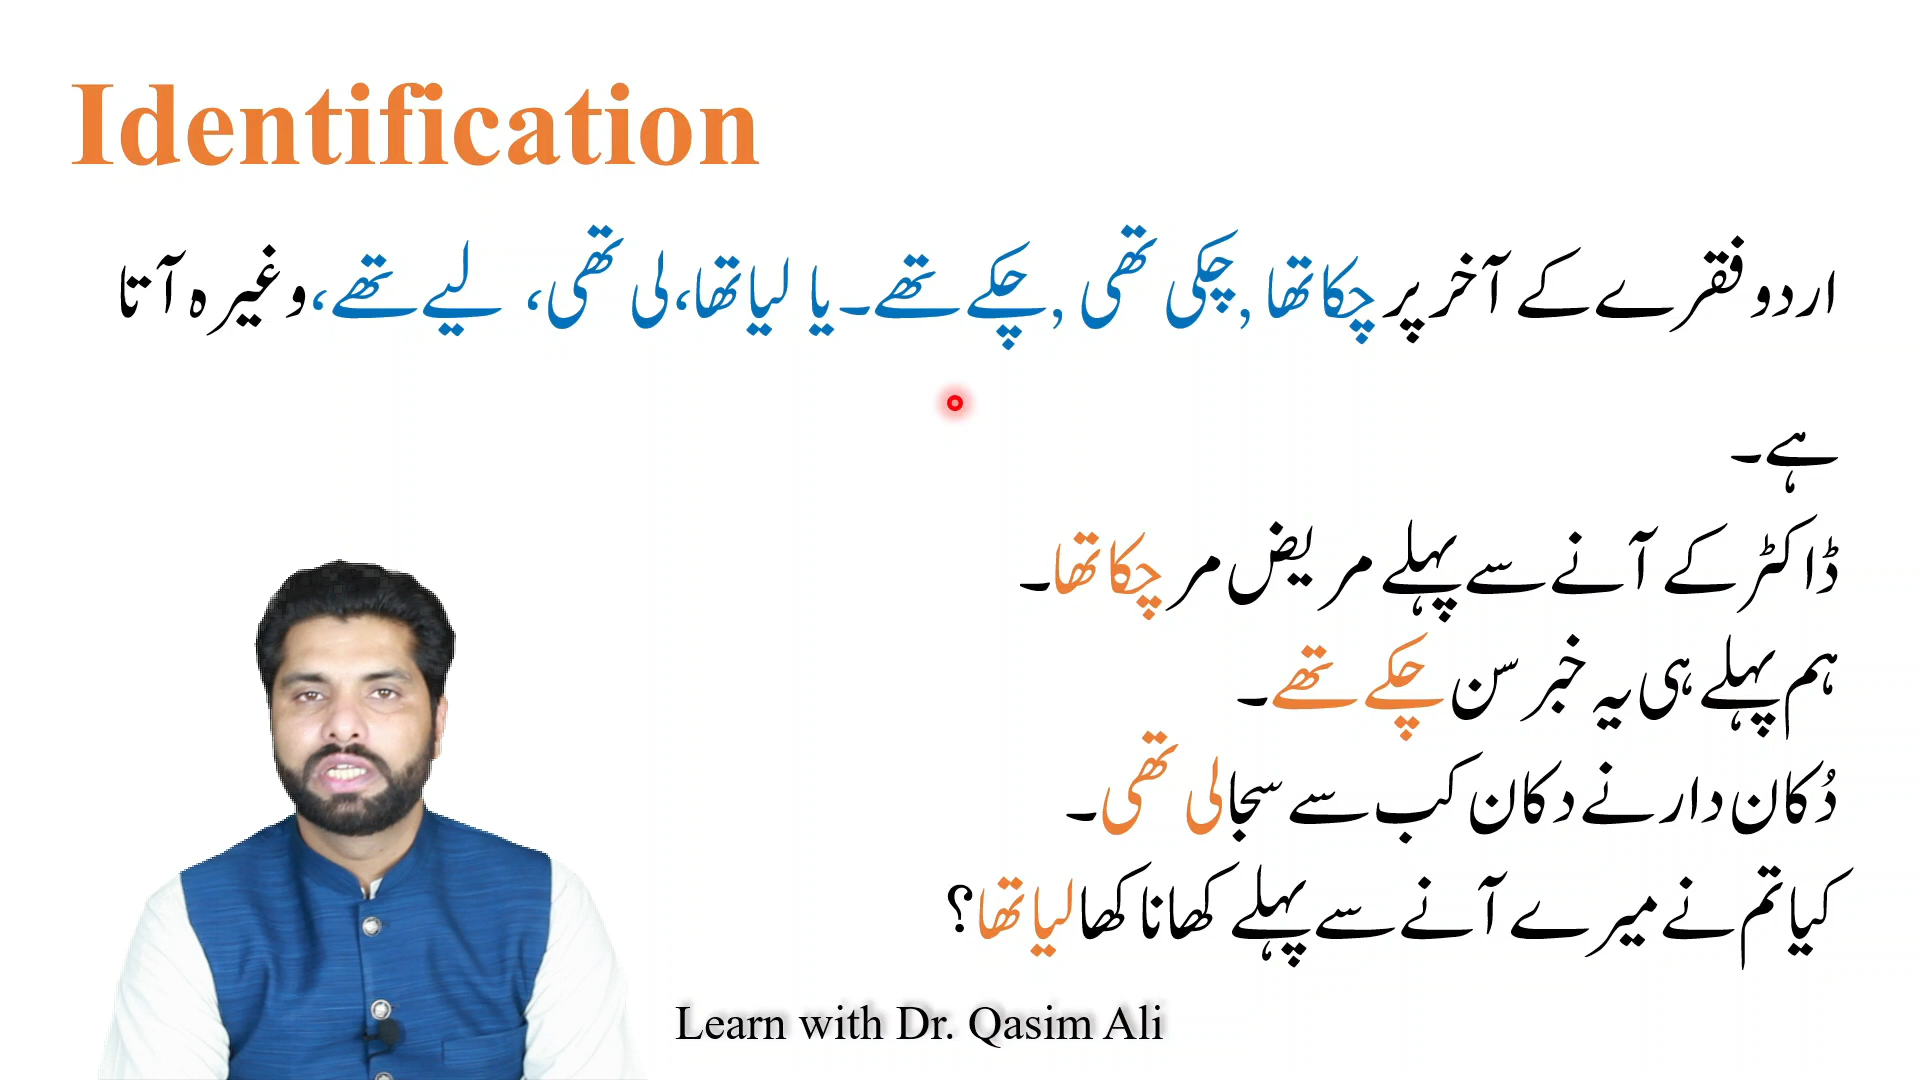 Identification
اردو فقرے کے آخر پر چکا تھا ,چکی تھی ,چکے تھے۔ یا لیا تھا،لی تھی، لیے تھے، وغیرہ آتا
ہے۔
ڈاکٹر کے آنے سے پہلے مریض مر چکا تھا۔
ہم پہلے ہی یہ خبر سن چکے تھے۔
دُکان دار نے دکان کب سے سجا لی تھی۔
کیا تم نے میرے آنے سے پہلے کھانا کھا لیا تھا؟
Learn with Dr. Qasim Ali